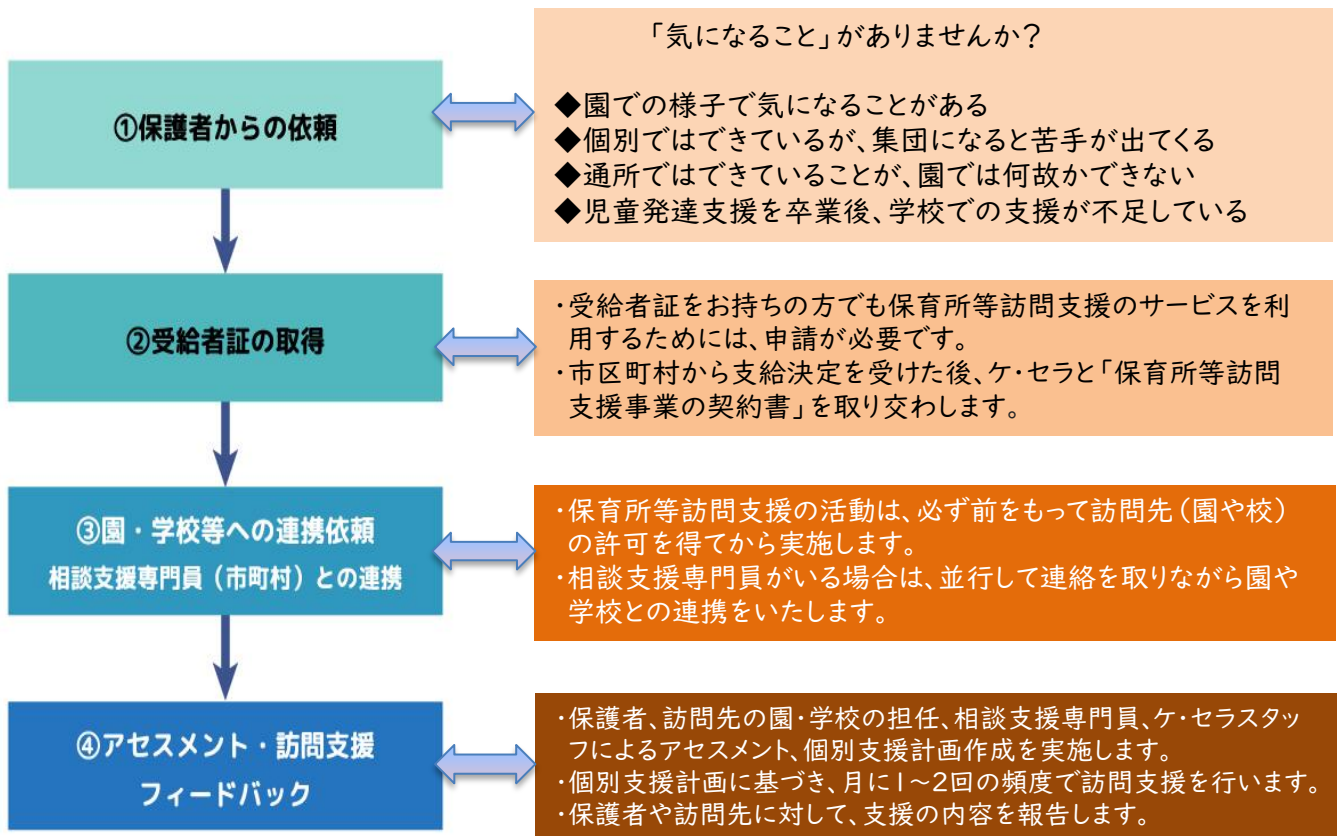 ①保護者からの依頼
「気になること」がありませんか?
◆園での様子で気になることがある
◆個別ではできているが、集団になると苦手が出てくる
◆通所ではできていることが、園では何故かできない
◆児童発達支援を卒業後、学校での支援が不足している
②受給者証の取得
・受給者証をお持ちの方でも保育所等訪問支援のサービスを利
用するためには、申請が必要です。
・市区町村から支給決定を受けた後、ケ・セラと「保育所等訪問
支援事業の契約書」を取り交わします。
③園・学校等への連携依頼
相談支援専門員（市町村）との連携
・保育所等訪問支援の活動は、必ず前をもって訪問先（園や校）
の許可を得てから実施します。
・相談支援専門員がいる場合は、並行して連絡を取りながら園や
学校との連携をいたします。
④アセスメント・訪問支援
フィードバック
・保護者、訪問先の園・学校の担任、相談支援専門員、ケ・セラスタッ
フによるアセスメント、個別支援計画作成を実施します。
・個別支援計画に基づき、月に1～2回の頻度で訪問支援を行います。
・保護者や訪問先に対して、支援の内容を報告します。